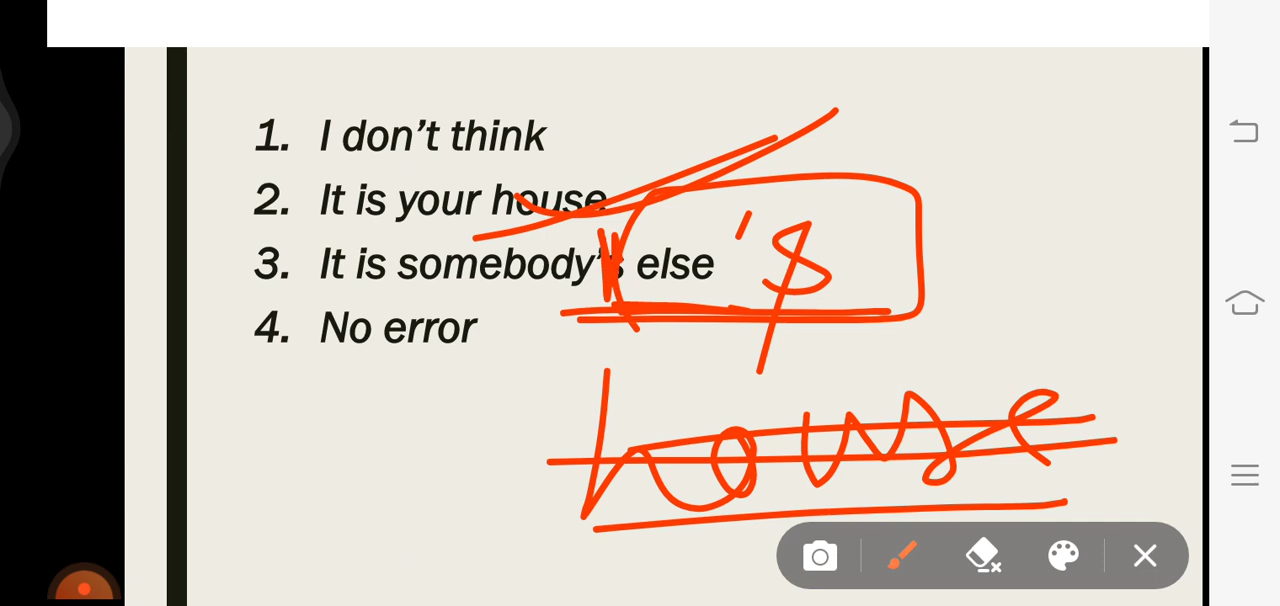 1. I don't think
2. It is your house
3. It is somebody's else
's
4. No error
house